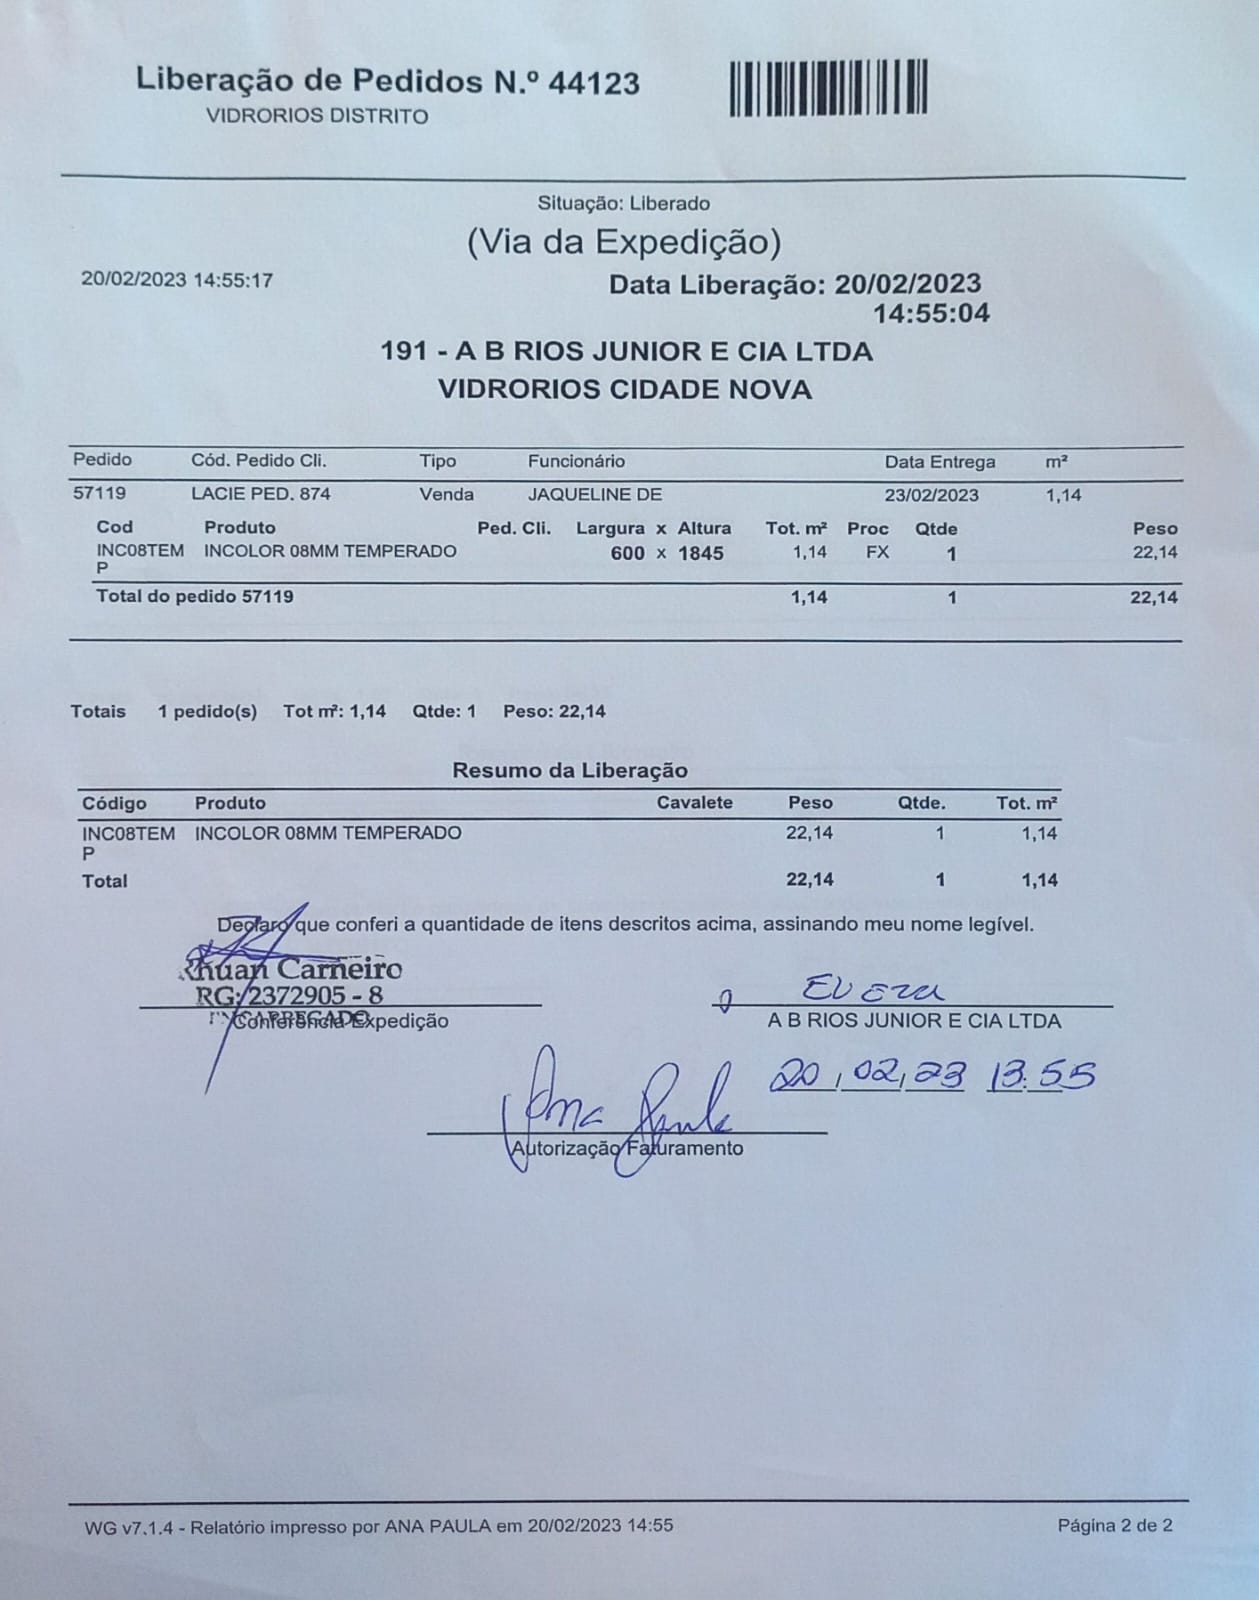 Liberação de Pedidos N.º 44123
VIDRORIOS DISTRITO
Situação: Liberado
(Via da Expedição)
20/02/2023 14:55:17
Data Liberação: 20/02/2023
14:55:04
191 - A B RIOS JUNIOR E CIA LTDA
VIDRORIOS CIDADE NOVA
Pedido Cód. Pedido Cli. Tipo Funcionário Data Entrega m²
57119 LACIE PED. 874 Venda JAQUELINE DE 23/02/2023 1,14
Cod Produto Ped. Cli. Largura x Altura Tot. m² Proc Qtde Peso
INC08TEM INCOLOR 08MM TEMPERADO 600 x 1845 1,14 FX 1 22,14
P
Total do pedido 57119 1,14 1 22,14
Totais 1 pedido(s) Tot m²: 1,14 Qtde: 1 Peso: 22,14
Resumo da Liberação
Código Produto Cavalete Peso Qtde. Tot. m²
INC08TEM INCOLOR 08MM TEMPERADO 22,14 1 1,14
P
Total 22,14 1 1,14
Declaro que conferi a quantidade de itens descritos acima, assinando meu nome legível.
Rhuan Carneiro
RG: 2372905 - 8
ENCARREGADO
Conferência Expedição
A B RIOS JUNIOR E CIA LTDA
20/02/23 13:55
Ana Paula
Autorização Faturamento
WG v7.1.4 - Relatório impresso por ANA PAULA em 20/02/2023 14:55
Página 2 de 2